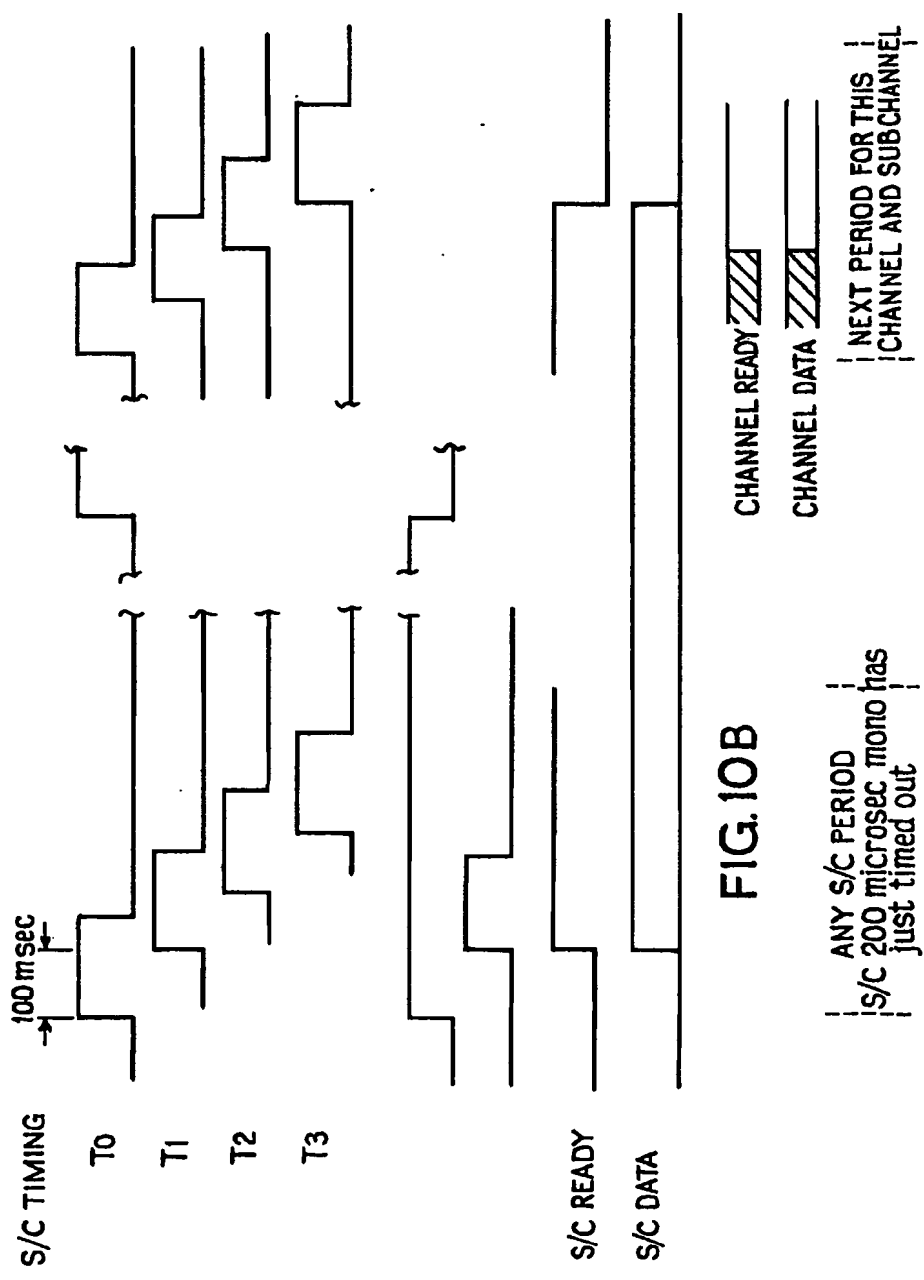 S/C TIMING
100 msec
T0
T1
T2
T3
S/C READY
S/C DATA
CHANNEL READY
CHANNEL DATA
FIG. 10B
ANY S/C PERIOD
S/C 200 microsec mono has
just timed out
NEXT PERIOD FOR THIS
CHANNEL AND SUBCHANNEL